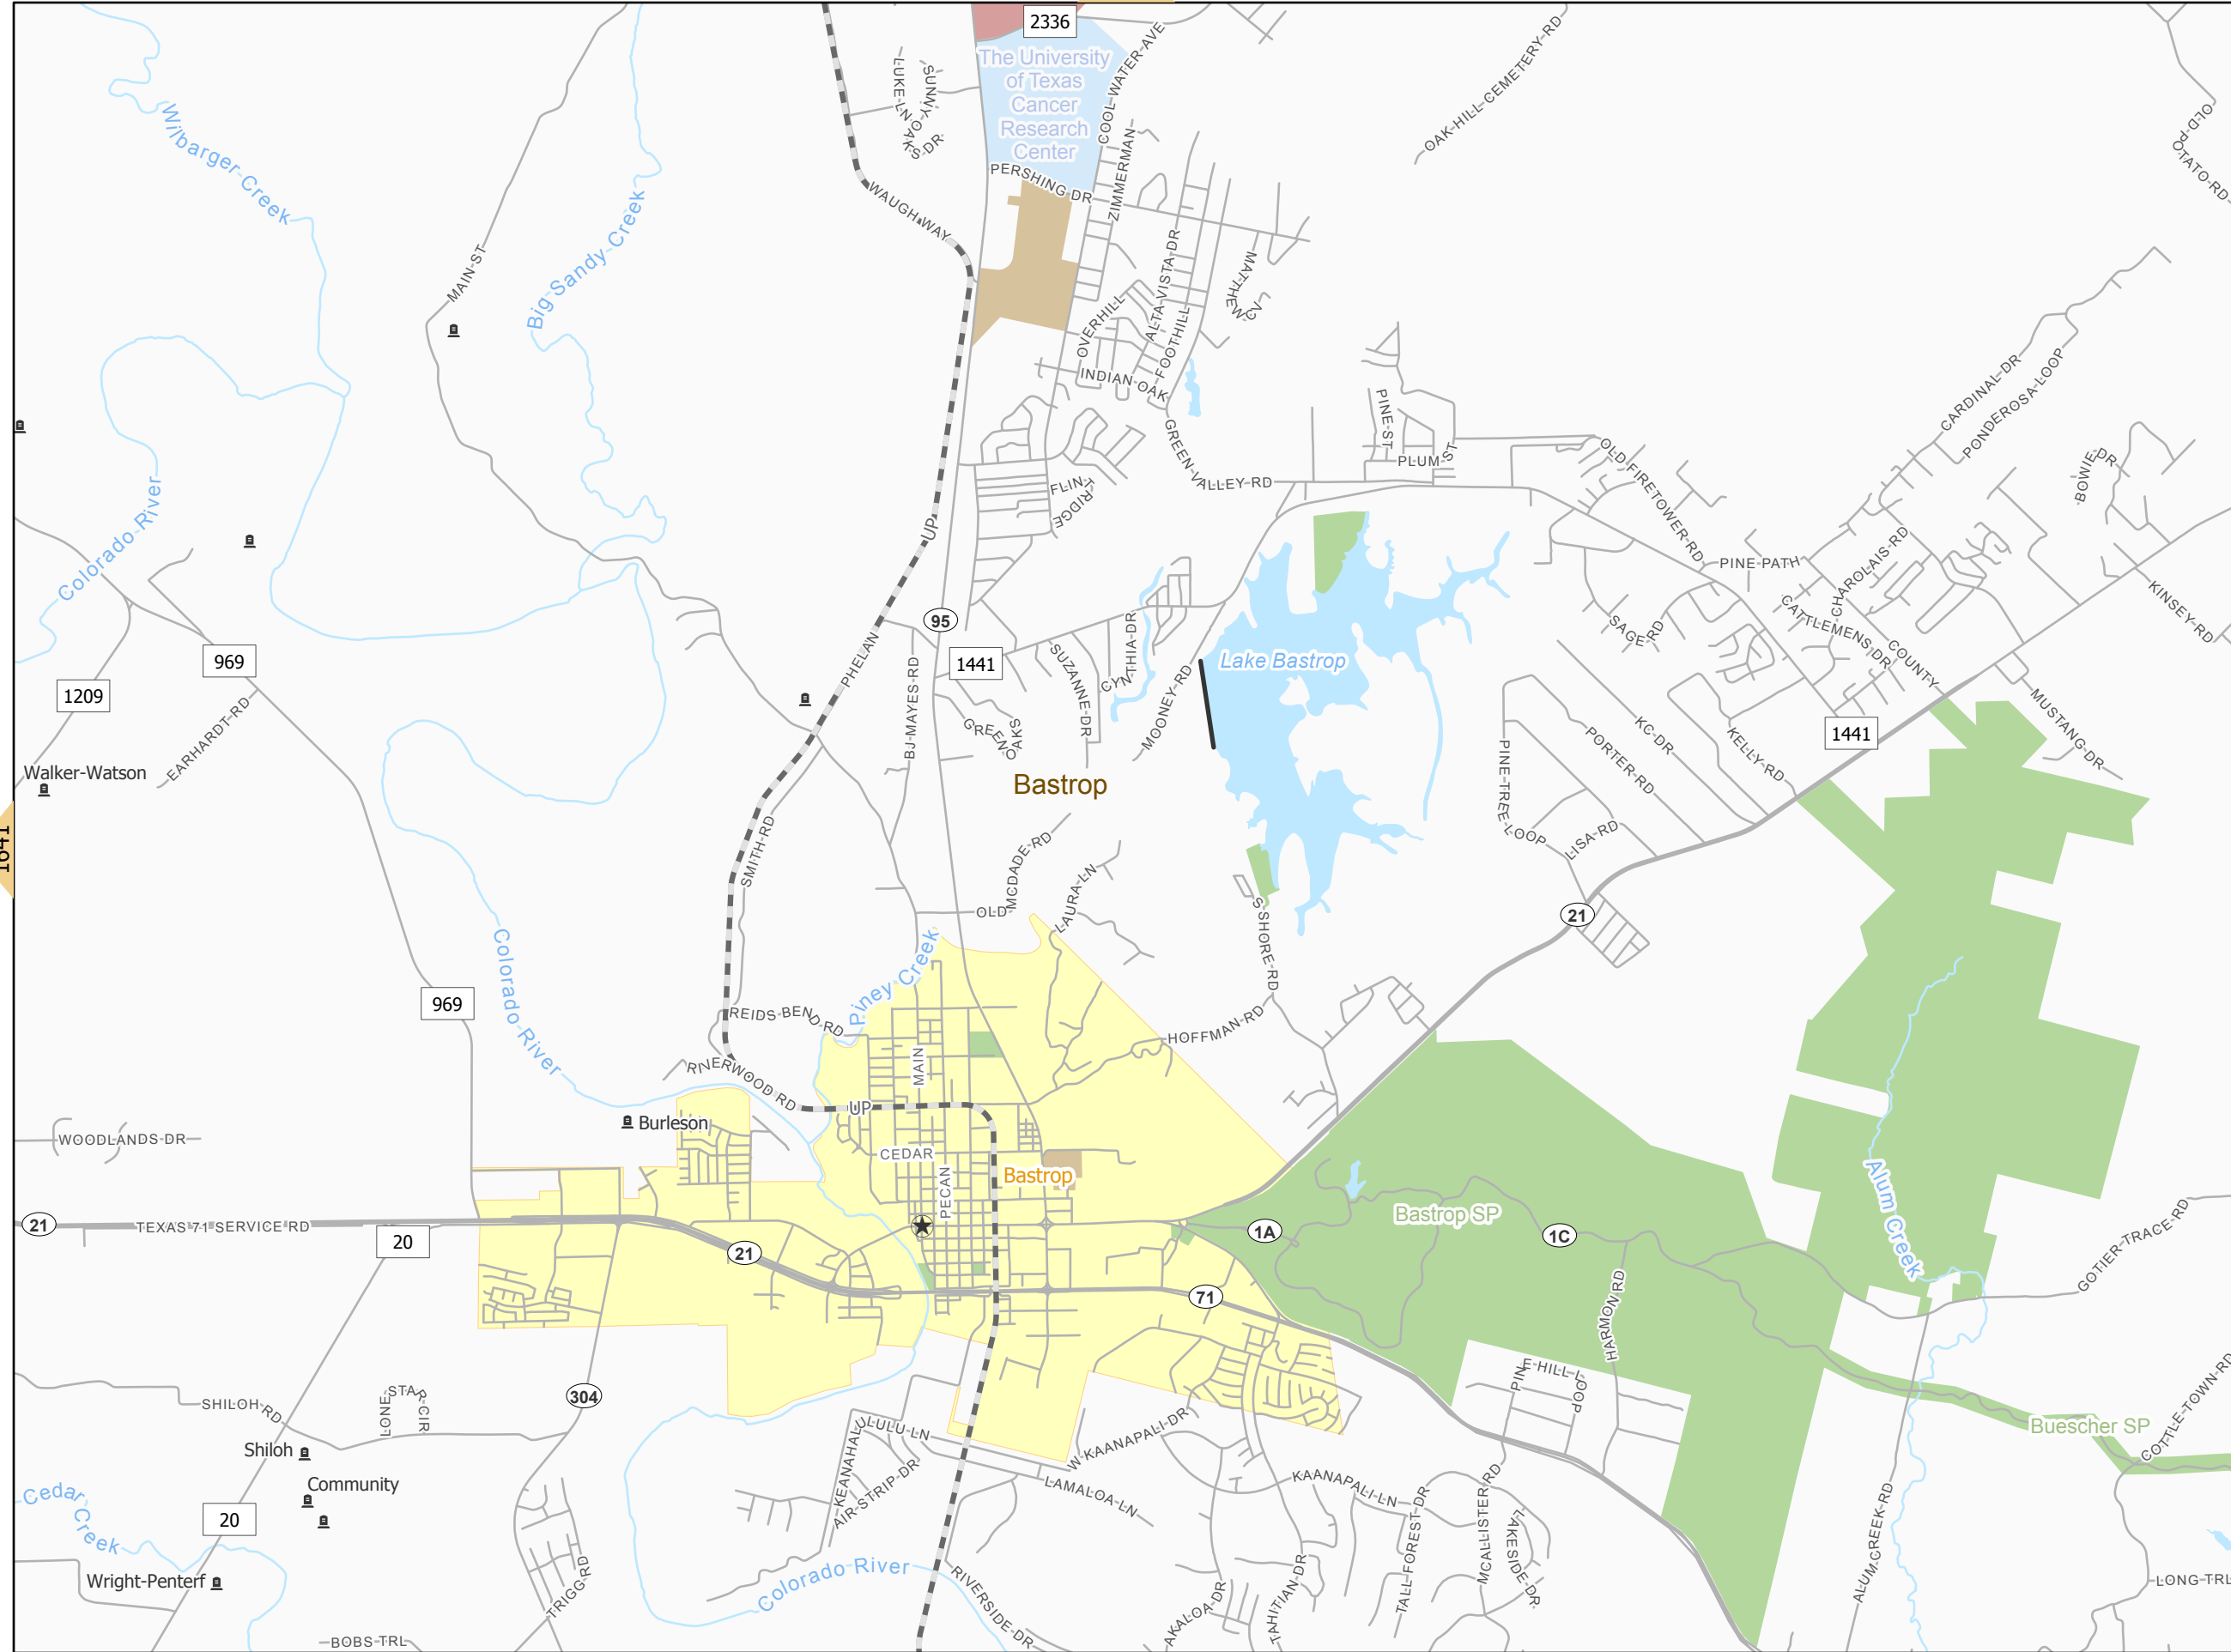 2336
The University
of Texas
Cancer
Research
Center
COOL WATER AVE
OAK HILL CEMETERY RD
OLD POTATO RD
LUKE LN
SUNNY OAKS DR
Wilbarger Creek
Big Sandy Creek
MAIN ST
WAUGH WAY
PERSHING DR
ZIMMERMAN
ALTA VISTA DR
MATTHEW CV
OVERHILL
FOOTHILL
INDIAN OAK
GREEN VALLEY RD
PINE ST
PLUM ST
OLD FIRETOWER RD
CARDINAL DR
PONDEROSA LOOP
BOWIE DR
FLINTRIDGE
UP
Colorado River
PINE PATH
CHAROLAIS RD
CATTLEMENS DR
COUNTY
KINSEY RD
SAGE RD
95
1441
969
1209
EARHARDT RD
Walker-Watson
1641
PHELAN
BJ MAYES RD
SUZANNE DR
CYNTHIA DR
MOONEY RD
Lake Bastrop
GREENOAKS
Bastrop
PINE TREE LOOP
PORTER RD
KC DR
KELLY RD
1441
MUSTANG DR
LISA RD
SMITH RD
OLD MCDADE RD
LAURA LN
S SHORE RD
21
Colorado River
969
Piney Creek
REIDS BEND RD
RIVERWOOD RD
MAIN
HOFFMAN RD
UP
Burleson
WOODLANDS DR
CEDAR
PECAN
Bastrop
21
TEXAS 71 SERVICE RD
20
21
1A
Bastrop SP
1C
Alum Creek
GOTIER TRACE RD
71
HARMON RD
304
SHILOH RD
LONE STAR CIR
PINE HILL LOOP
Buescher SP
COTTLE TOWN RD
Shiloh
Community
KEANAHALULULU LN
AIR STRIP DR
W KAANAPALI DR
LAMALOA LN
KAANAPALI LN
TALL FOREST DR
MCALLISTER RD
LAKESIDE DR
ALUM CREEK RD
Cedar Creek
20
Wright-Penterf
TRIGG RD
Colorado River
RIVERSIDE DR
AKALOA DR
TAHITIAN DR
LONG TRL
BOBS TRL